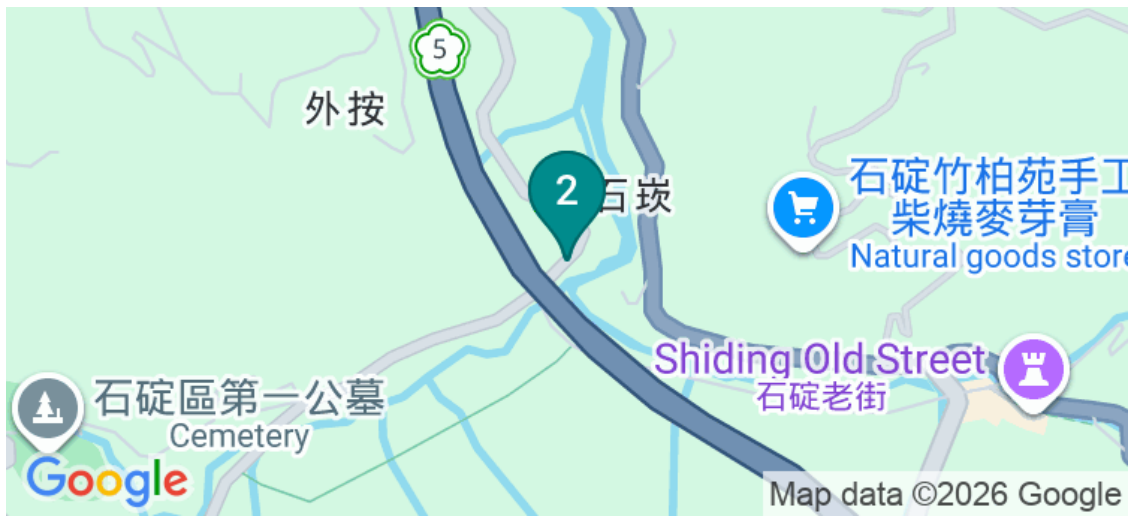 5
外按
2
石崁
石碇竹柏苑手工
柴燒麥芽膏
Natural goods store
Shiding Old Street
石碇老街
石碇區第一公墓
Cemetery
Google
Map data ©2026 Google